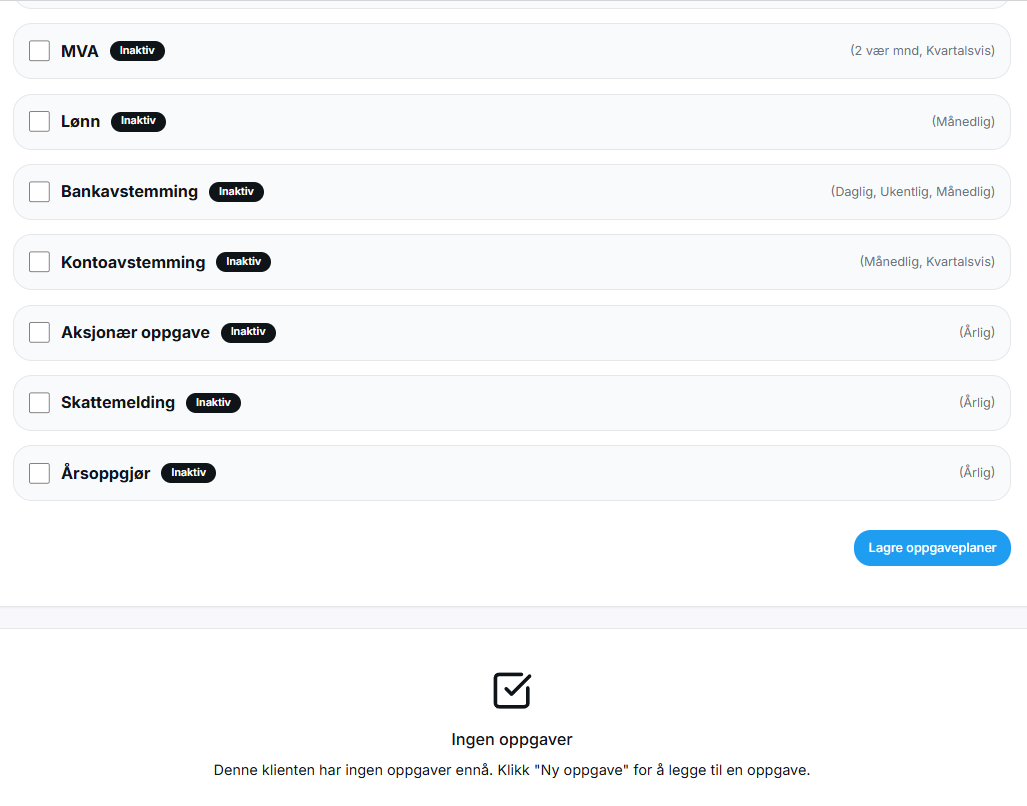 MVA Inaktiv (2 vær mnd, Kvartalsvis)
Lønn Inaktiv (Månedlig)
Bankavstemming Inaktiv (Daglig, Ukentlig, Månedlig)
Kontoavstemming Inaktiv (Månedlig, Kvartalsvis)
Aksjonær oppgave Inaktiv (Årlig)
Skattemelding Inaktiv (Årlig)
Årsoppgjør Inaktiv (Årlig)
Lagre oppgaveplaner
Ingen oppgaver
Denne klienten har ingen oppgaver ennå. Klikk "Ny oppgave" for å legge til en oppgave.